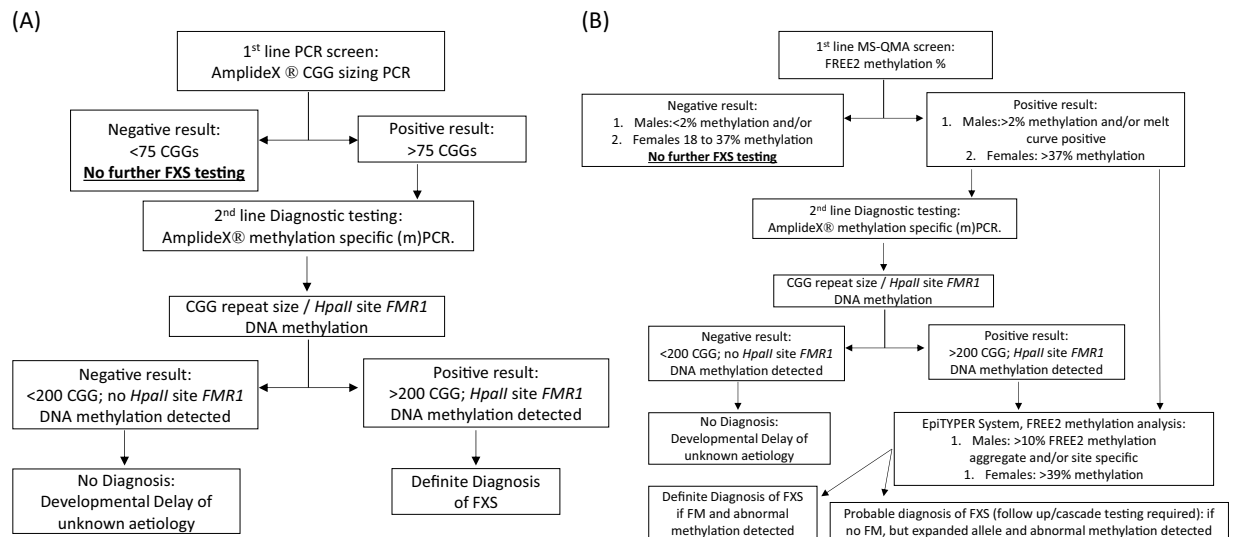 (A)
1st line PCR screen:
AmplideX ® CGG sizing PCR
Negative result:
<75 CGGs
No further FXS testing
Positive result:
>75 CGGs
2nd line Diagnostic testing:
AmplideX® methylation specific (m)PCR.
CGG repeat size / HpaII site FMR1
DNA methylation
Negative result:
<200 CGG; no HpaII site FMR1
DNA methylation detected
Positive result:
>200 CGG; HpaII site FMR1
DNA methylation detected
No Diagnosis:
Developmental Delay of
unknown aetiology
Definite Diagnosis
of FXS
(B)
1st line MS-QMA screen:
FREE2 methylation %
Negative result:
1. Males:<2% methylation and/or
2. Females 18 to 37% methylation
No further FXS testing
Positive result:
1. Males:>2% methylation and/or melt
curve positive
2. Females: >37% methylation
2nd line Diagnostic testing:
AmplideX® methylation specific (m)PCR.
CGG repeat size / HpaII site FMR1
DNA methylation
Negative result:
<200 CGG; no HpaII site FMR1
DNA methylation detected
Positive result:
>200 CGG; HpaII site FMR1
DNA methylation detected
No Diagnosis:
Developmental Delay of
unknown aetiology
EpiTYPER System, FREE2 methylation analysis:
1. Males: >10% FREE2 methylation
aggregate and/or site specific
1. Females: >39% methylation
Definite Diagnosis of FXS
if FM and abnormal
methylation detected
Probable diagnosis of FXS (follow up/cascade testing required): if
no FM, but expanded allele and abnormal methylation detected